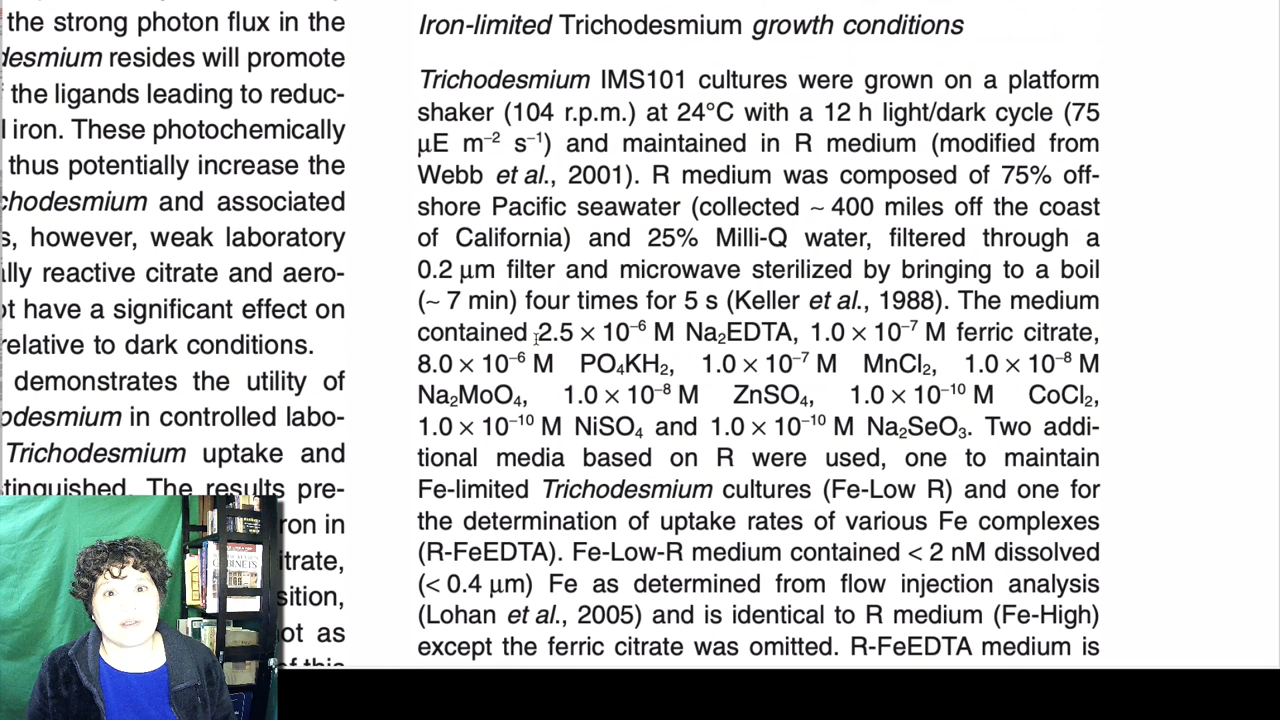 the strong photon flux in the
desmium resides will promote
the ligands leading to reduc-
l iron. These photochemically
thus potentially increase the
chodesmium and associated
s, however, weak laboratory
ally reactive citrate and aero-
ot have a significant effect on
relative to dark conditions.
demonstrates the utility of
odesmium in controlled labo-
Trichodesmium uptake and
tinguished. The results pre-
ron in
itrate,
sition,
ot as
of this
Iron-limited Trichodesmium growth conditions
Trichodesmium IMS101 cultures were grown on a platform
shaker (104 r.p.m.) at 24°C with a 12 h light/dark cycle (75
μE m⁻² s⁻¹) and maintained in R medium (modified from
Webb et al., 2001). R medium was composed of 75% off-
shore Pacific seawater (collected ~ 400 miles off the coast
of California) and 25% Milli-Q water, filtered through a
0.2 μm filter and microwave sterilized by bringing to a boil
(~ 7 min) four times for 5 s (Keller et al., 1988). The medium
contained 2.5 × 10⁻⁶ M Na₂EDTA, 1.0 × 10⁻⁷ M ferric citrate,
8.0 × 10⁻⁶ M PO₄KH₂, 1.0 × 10⁻⁷ M MnCl₂, 1.0 × 10⁻⁸ M
Na₂MoO₄, 1.0 × 10⁻⁸ M ZnSO₄, 1.0 × 10⁻¹⁰ M CoCl₂,
1.0 × 10⁻¹⁰ M NiSO₄ and 1.0 × 10⁻¹⁰ M Na₂SeO₃. Two addi-
tional media based on R were used, one to maintain
Fe-limited Trichodesmium cultures (Fe-Low R) and one for
the determination of uptake rates of various Fe complexes
(R-FeEDTA). Fe-Low-R medium contained < 2 nM dissolved
(< 0.4 μm) Fe as determined from flow injection analysis
(Lohan et al., 2005) and is identical to R medium (Fe-High)
except the ferric citrate was omitted. R-FeEDTA medium is
CABINETS